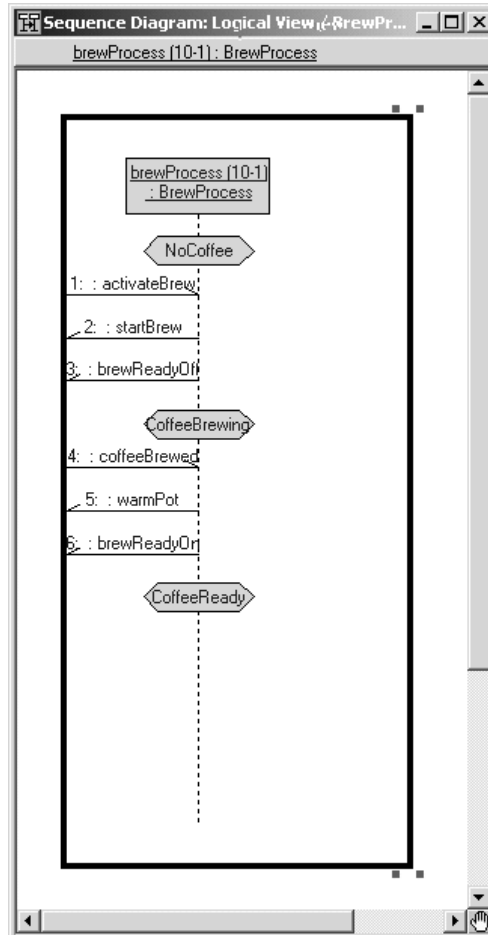 Sequence Diagram: Logical View / BrewPr...
brewProcess (10-1) : BrewProcess
brewProcess (10-1)
: BrewProcess
NoCoffee
1: : activateBrew
2: : startBrew
3: : brewReadyOff
CoffeeBrewing
4: : coffeeBrewed
5: : warmPot
6: : brewReadyOn
CoffeeReady